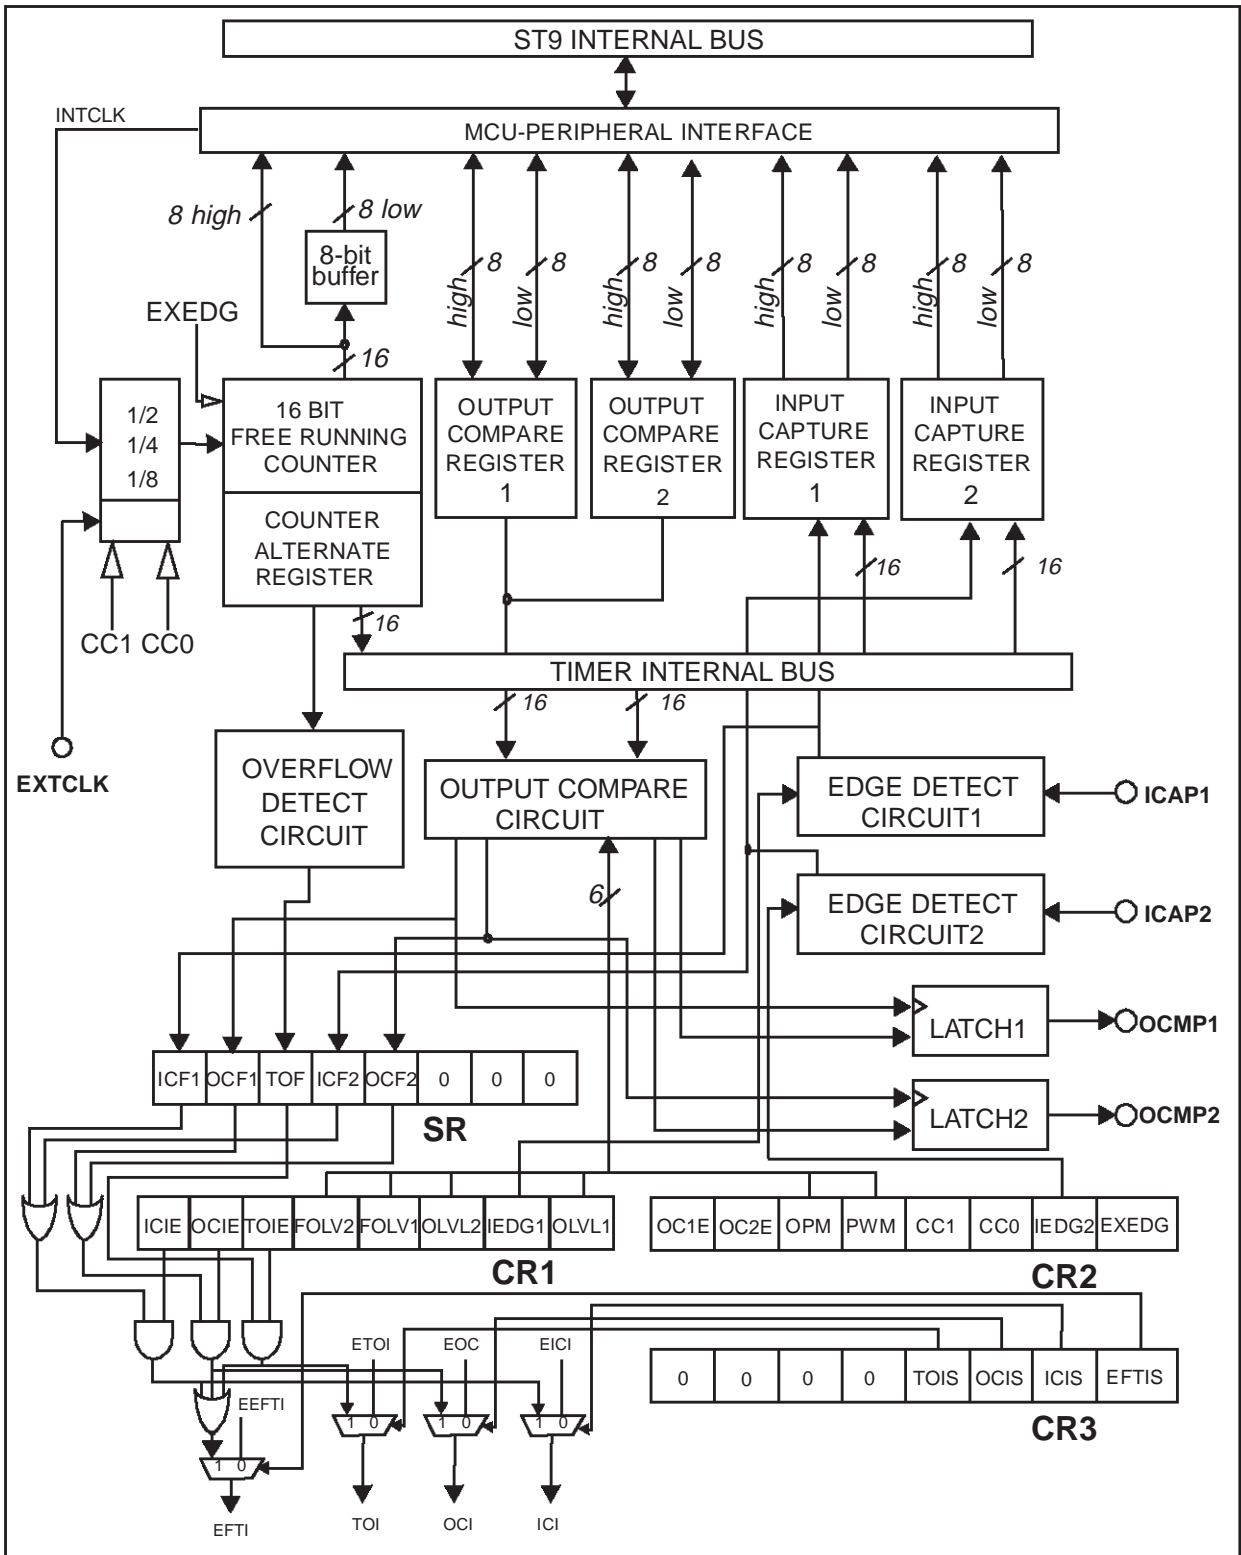 ST9 INTERNAL BUS
INTCLK
MCU-PERIPHERAL INTERFACE
8 high
8 low
8-bit
buffer
high
8
low
8
high
8
low
8
high
8
low
8
high
8
low
8
EXEDG
16
1/2
1/4
1/8
16 BIT
FREE RUNNING
COUNTER
COUNTER
ALTERNATE
REGISTER
OUTPUT
COMPARE
REGISTER
1
OUTPUT
COMPARE
REGISTER
2
INPUT
CAPTURE
REGISTER
1
INPUT
CAPTURE
REGISTER
2
16
16
CC1 CC0
16
TIMER INTERNAL BUS
16
16
EXTCLK
OVERFLOW
DETECT
CIRCUIT
OUTPUT COMPARE
CIRCUIT
EDGE DETECT
CIRCUIT1
ICAP1
6
EDGE DETECT
CIRCUIT2
ICAP2
LATCH1
OCMP1
LATCH2
OCMP2
ICF1 OCF1 TOF ICF2 OCF2 0 0 0
SR
ICIE OCIE TOIE FOLV2 FOLV1 OLVL2 IEDG1 OLVL1
CR1
OC1E OC2E OPM PWM CC1 CC0 IEDG2 EXEDG
CR2
ETOI
EOC
EICI
0 0 0 0 TOIS OCIS ICIS EFTIS
CR3
EEFTI
1 0
1 0
1 0
1 0
EFTI
TOI
OCI
ICI